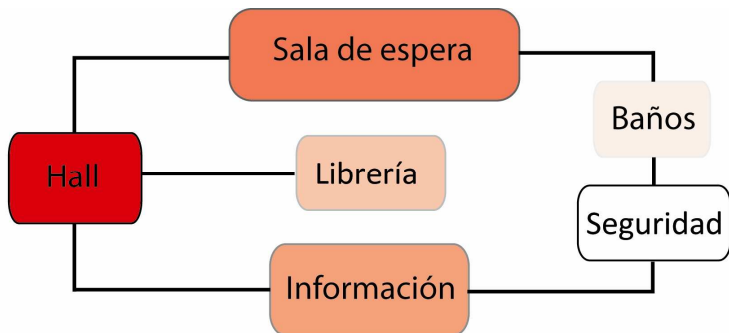 Sala de espera
Baños
Hall
Librería
Seguridad
Información